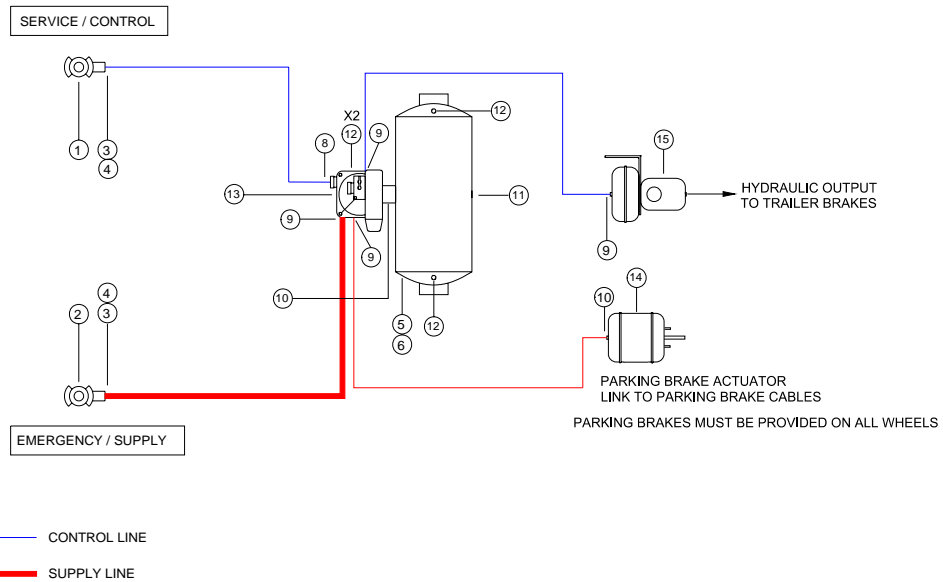 SERVICE / CONTROL
1
3
4
8
X2
12
9
13
9
9
10
12
11
5
6
12
15
HYDRAULIC OUTPUT
TO TRAILER BRAKES
9
14
10
PARKING BRAKE ACTUATOR
LINK TO PARKING BRAKE CABLES
PARKING BRAKES MUST BE PROVIDED ON ALL WHEELS
2
4
3
EMERGENCY / SUPPLY
CONTROL LINE
SUPPLY LINE